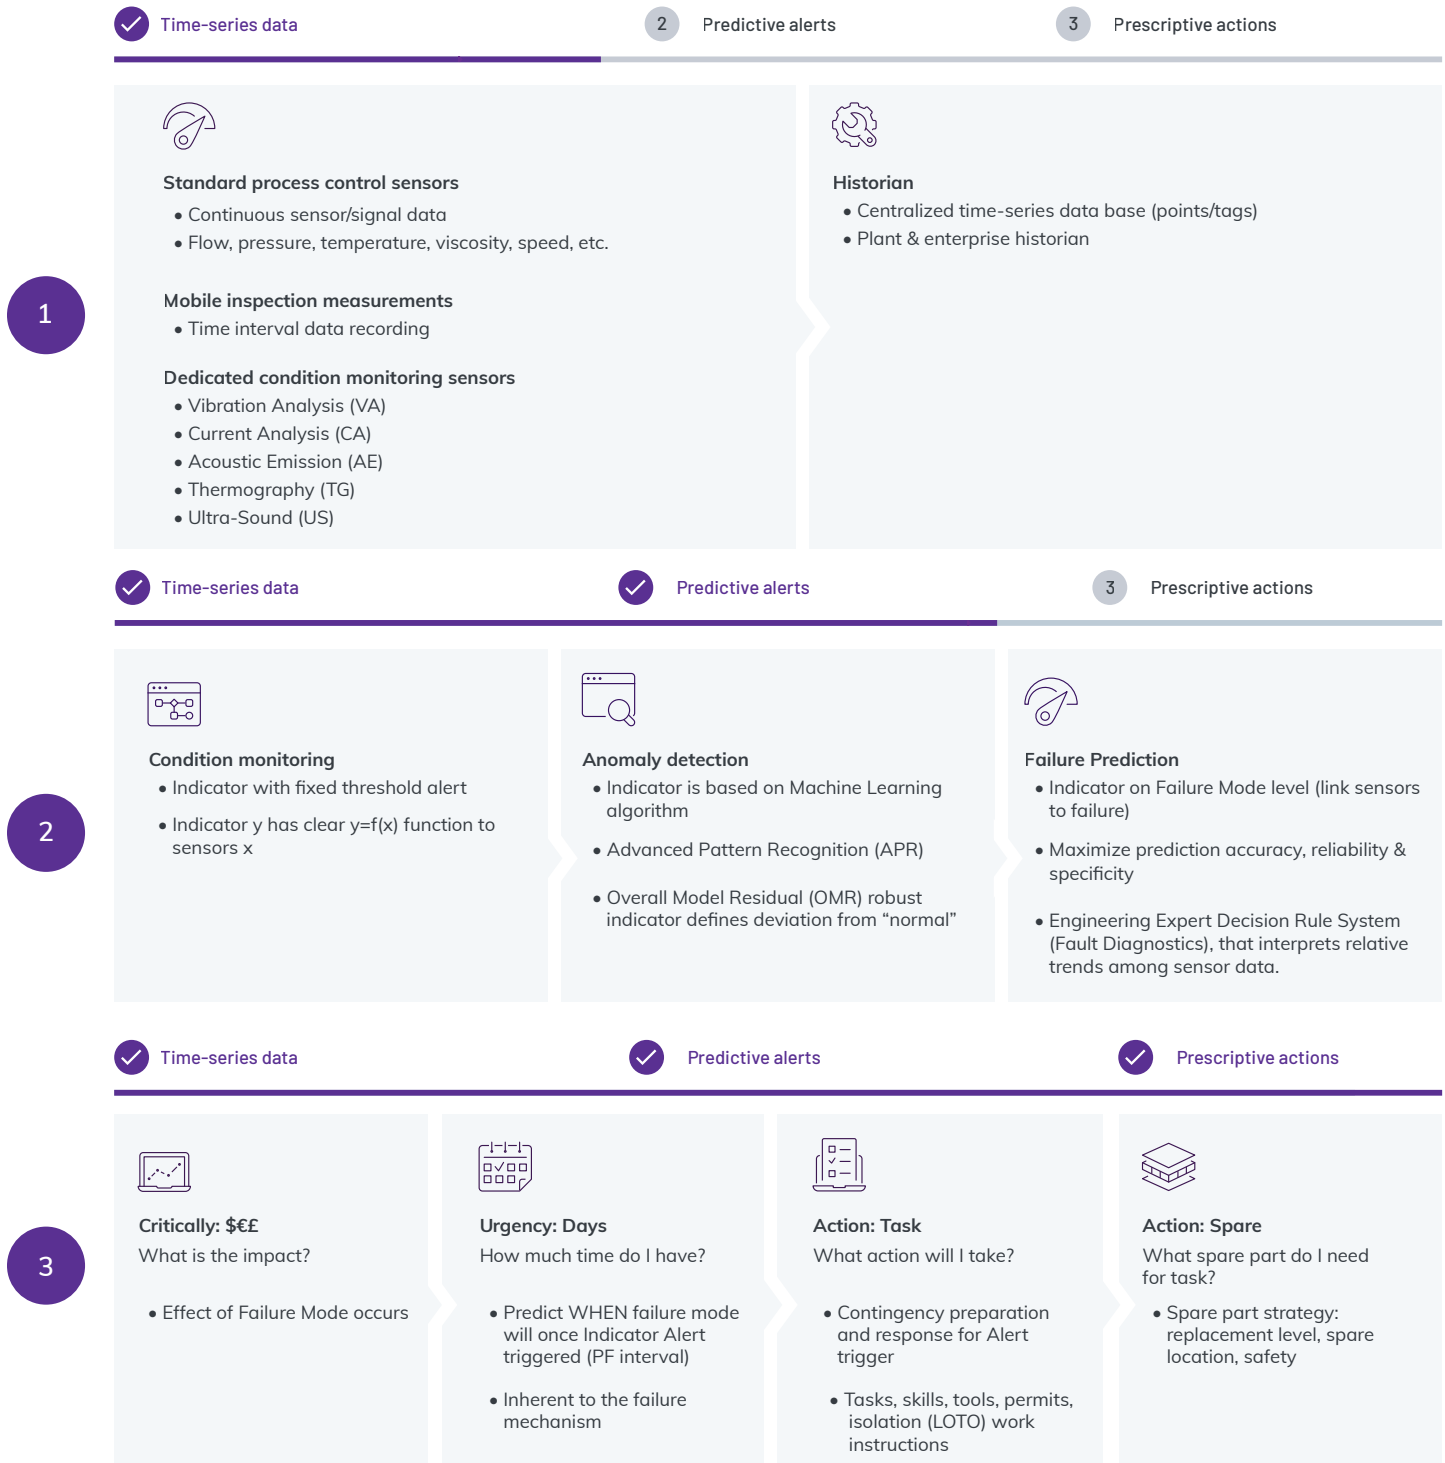 Time-series data
2 Predictive alerts
3 Prescriptive actions
1
Standard process control sensors
• Continuous sensor/signal data
• Flow, pressure, temperature, viscosity, speed, etc.
Mobile inspection measurements
• Time interval data recording
Dedicated condition monitoring sensors
• Vibration Analysis (VA)
• Current Analysis (CA)
• Acoustic Emission (AE)
• Thermography (TG)
• Ultra-Sound (US)
Historian
• Centralized time-series data base (points/tags)
• Plant & enterprise historian
Time-series data
Predictive alerts
3 Prescriptive actions
2
Condition monitoring
• Indicator with fixed threshold alert
• Indicator y has clear y=f(x) function to
sensors x
Anomaly detection
• Indicator is based on Machine Learning
algorithm
• Advanced Pattern Recognition (APR)
• Overall Model Residual (OMR) robust
indicator defines deviation from “normal”
Failure Prediction
• Indicator on Failure Mode level (link sensors
to failure)
• Maximize prediction accuracy, reliability &
specificity
• Engineering Expert Decision Rule System
(Fault Diagnostics), that interprets relative
trends among sensor data.
Time-series data
Predictive alerts
Prescriptive actions
3
Critically: $€£
What is the impact?
• Effect of Failure Mode occurs
Urgency: Days
How much time do I have?
• Predict WHEN failure mode
will once Indicator Alert
triggered (PF interval)
• Inherent to the failure
mechanism
Action: Task
What action will I take?
• Contingency preparation
and response for Alert
trigger
• Tasks, skills, tools, permits,
isolation (LOTO) work
instructions
Action: Spare
What spare part do I need
for task?
• Spare part strategy:
replacement level, spare
location, safety